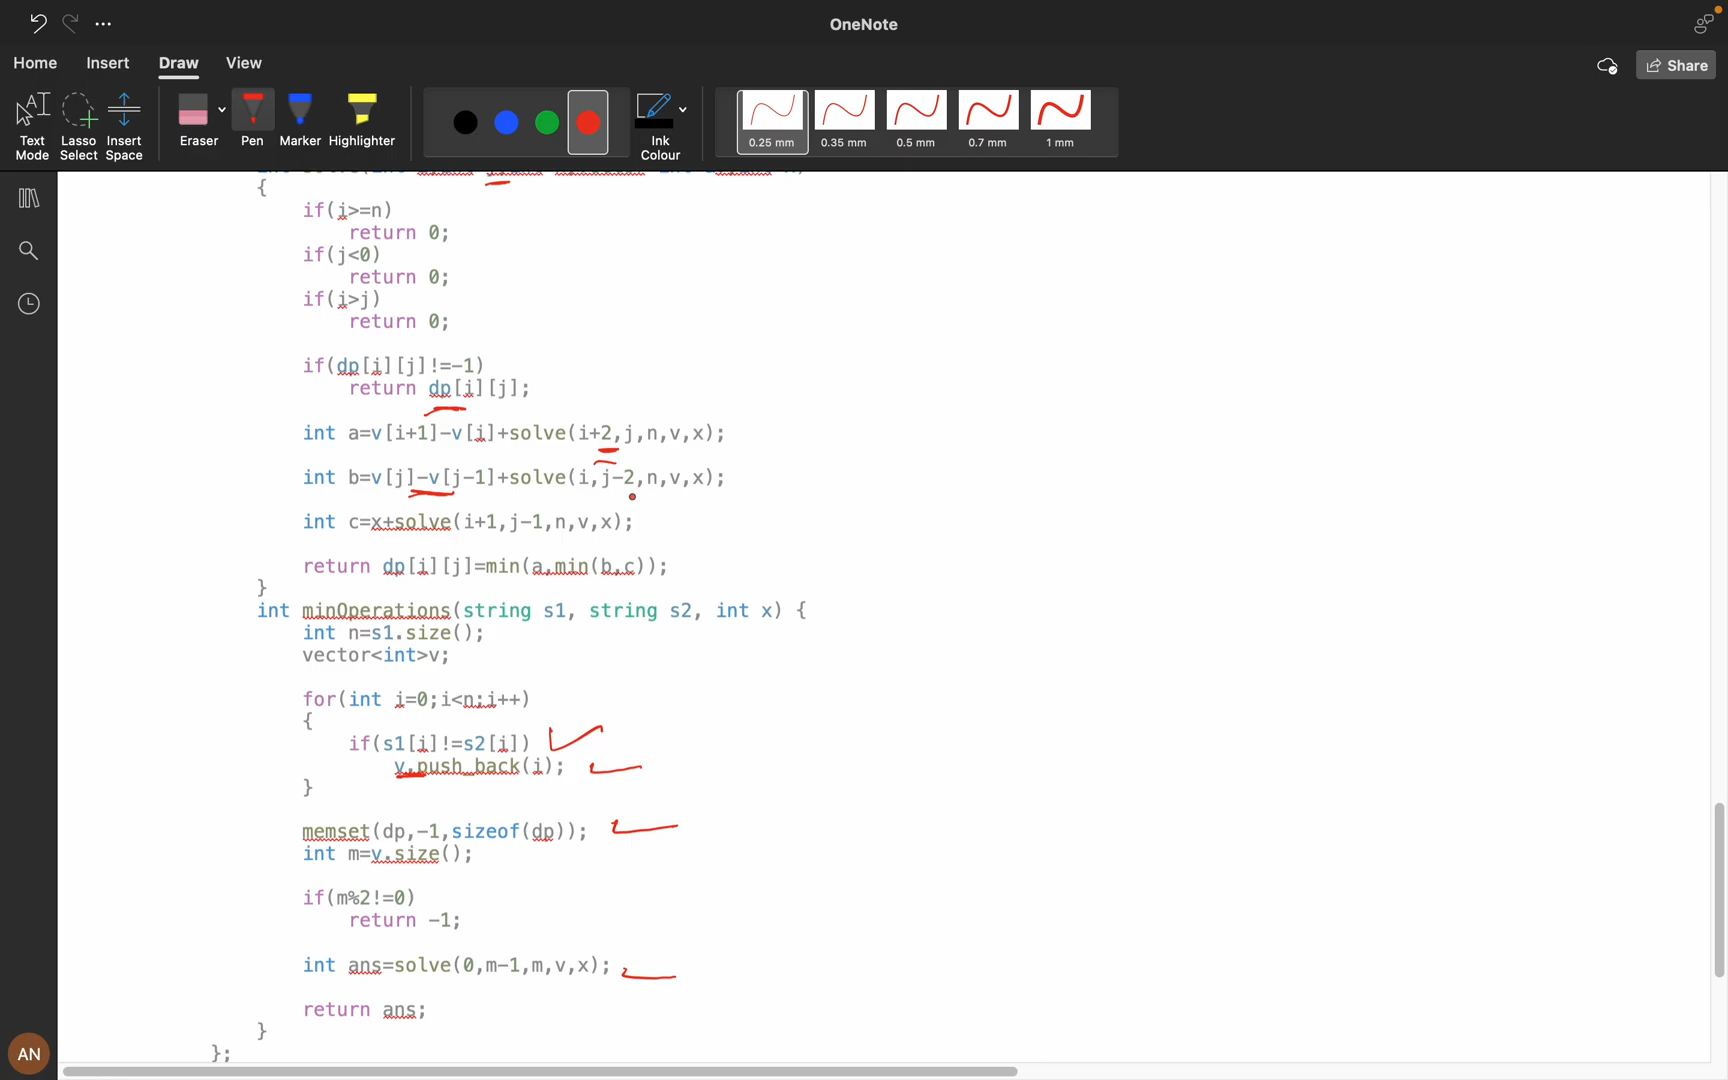 OneNote
Home
Insert
Draw
View
Share
Text
Mode
Lasso
Select
Insert
Space
Eraser
Pen
Marker
Highlighter
Ink
Colour
0.25 mm
0.35 mm
0.5 mm
0.7 mm
1 mm
{
if(i>=n)
return 0;
if(j<0)
return 0;
if(i>j)
return 0;
if(dp[i][j]!=-1)
return dp[i][j];
int a=v[i+1]-v[i]+solve(i+2,j,n,v,x);
int b=v[j]-v[j-1]+solve(i,j-2,n,v,x);
int c=x+solve(i+1,j-1,n,v,x);
return dp[i][j]=min(a,min(b,c));
}
int minOperations(string s1, string s2, int x) {
int n=s1.size();
vector<int>v;
for(int i=0;i<n;i++)
{
if(s1[i]!=s2[i])
v.push_back(i);
}
memset(dp,-1,sizeof(dp));
int m=v.size();
if(m%2!=0)
return -1;
int ans=solve(0,m-1,m,v,x);
return ans;
}
};
AN